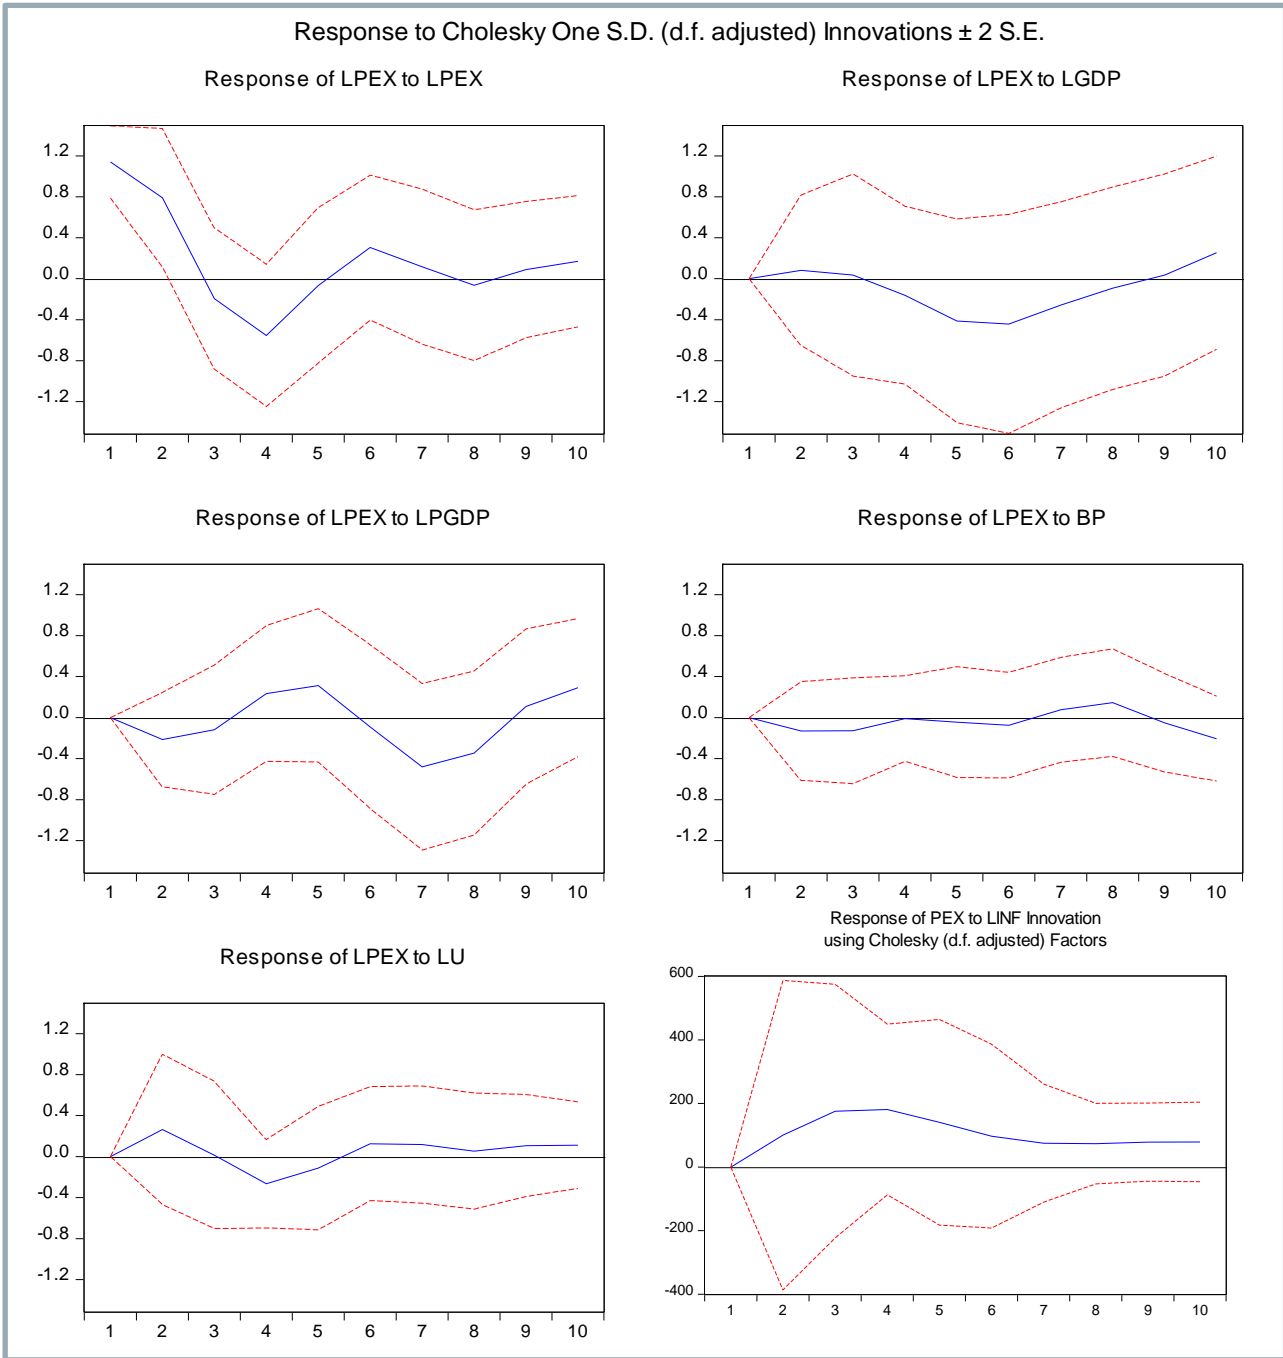 Response to Cholesky One S.D. (d.f. adjusted) Innovations ± 2 S.E.
Response of LPEX to LPEX
1.2
0.8
0.4
0.0
-0.4
-0.8
-1.2
1 2 3 4 5 6 7 8 9 10
Response of LPEX to LGDP
1.2
0.8
0.4
0.0
-0.4
-0.8
-1.2
1 2 3 4 5 6 7 8 9 10
Response of LPEX to LPGDP
1.2
0.8
0.4
0.0
-0.4
-0.8
-1.2
1 2 3 4 5 6 7 8 9 10
Response of LPEX to BP
1.2
0.8
0.4
0.0
-0.4
-0.8
-1.2
1 2 3 4 5 6 7 8 9 10
Response of LPEX to LU
1.2
0.8
0.4
0.0
-0.4
-0.8
-1.2
1 2 3 4 5 6 7 8 9 10
Response of PEX to LINF Innovation
using Cholesky (d.f. adjusted) Factors
600
400
200
0
-200
-400
1 2 3 4 5 6 7 8 9 10